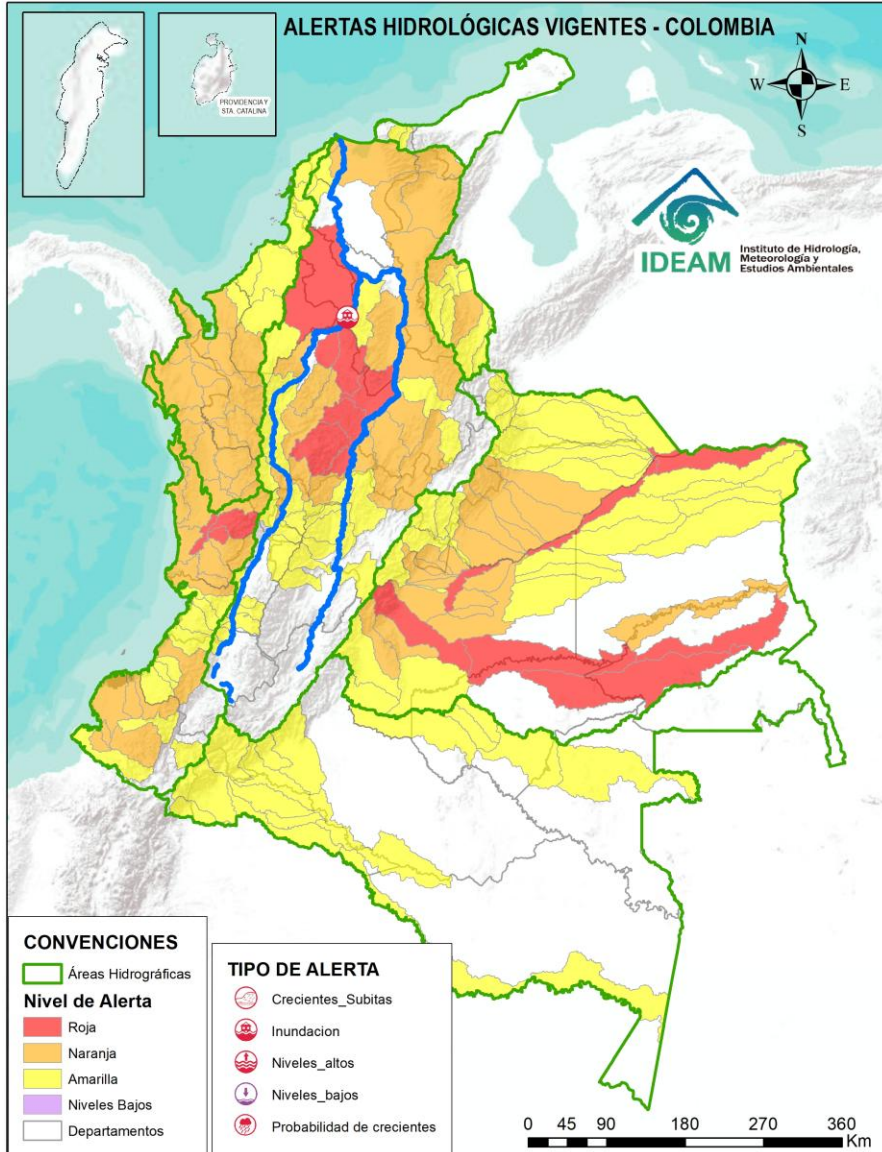 ALERTAS HIDROLÓGICAS VIGENTES - COLOMBIA
N
W
E
S
PROVIDENCIA Y
STA. CATALINA
IDEAM
Instituto de Hidrología,
Meteorología y
Estudios Ambientales
CONVENCIONES
Áreas Hidrográficas
Nivel de Alerta
Roja
Naranja
Amarilla
Niveles Bajos
Departamentos
TIPO DE ALERTA
Crecientes_Subitas
Inundacion
Niveles_altos
Niveles_bajos
Probabilidad de crecientes
0 45 90 180 270 360
Km